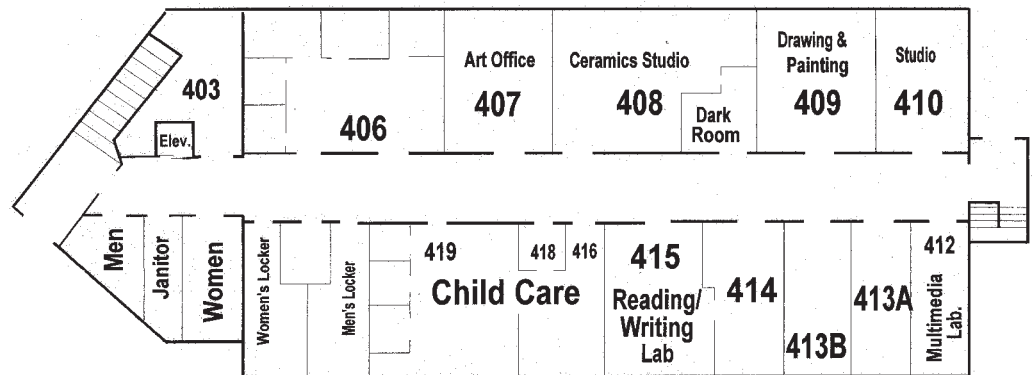 403
Elev.
406
Art Office
407
Ceramics Studio
408
Dark
Room
Drawing &
Painting
409
Studio
410
Men
Janitor
Women
Women's Locker
Men's Locker
419
418
416
Child Care
415
Reading/
Writing
Lab
414
413B
413A
412
Multimedia
Lab.